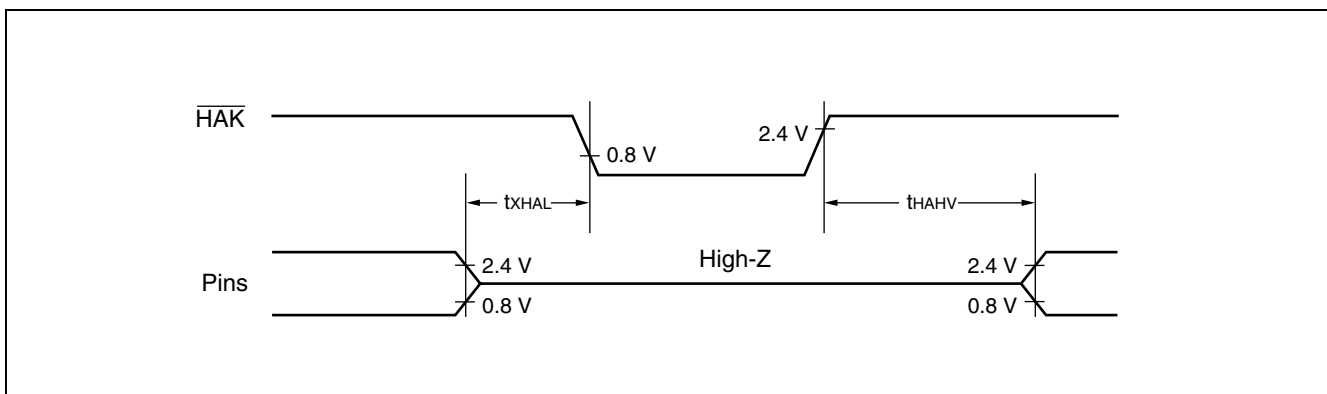 HAK
2.4 V
0.8 V
tXHAL
tHAHV
High-Z
2.4 V
2.4 V
Pins
0.8 V
0.8 V